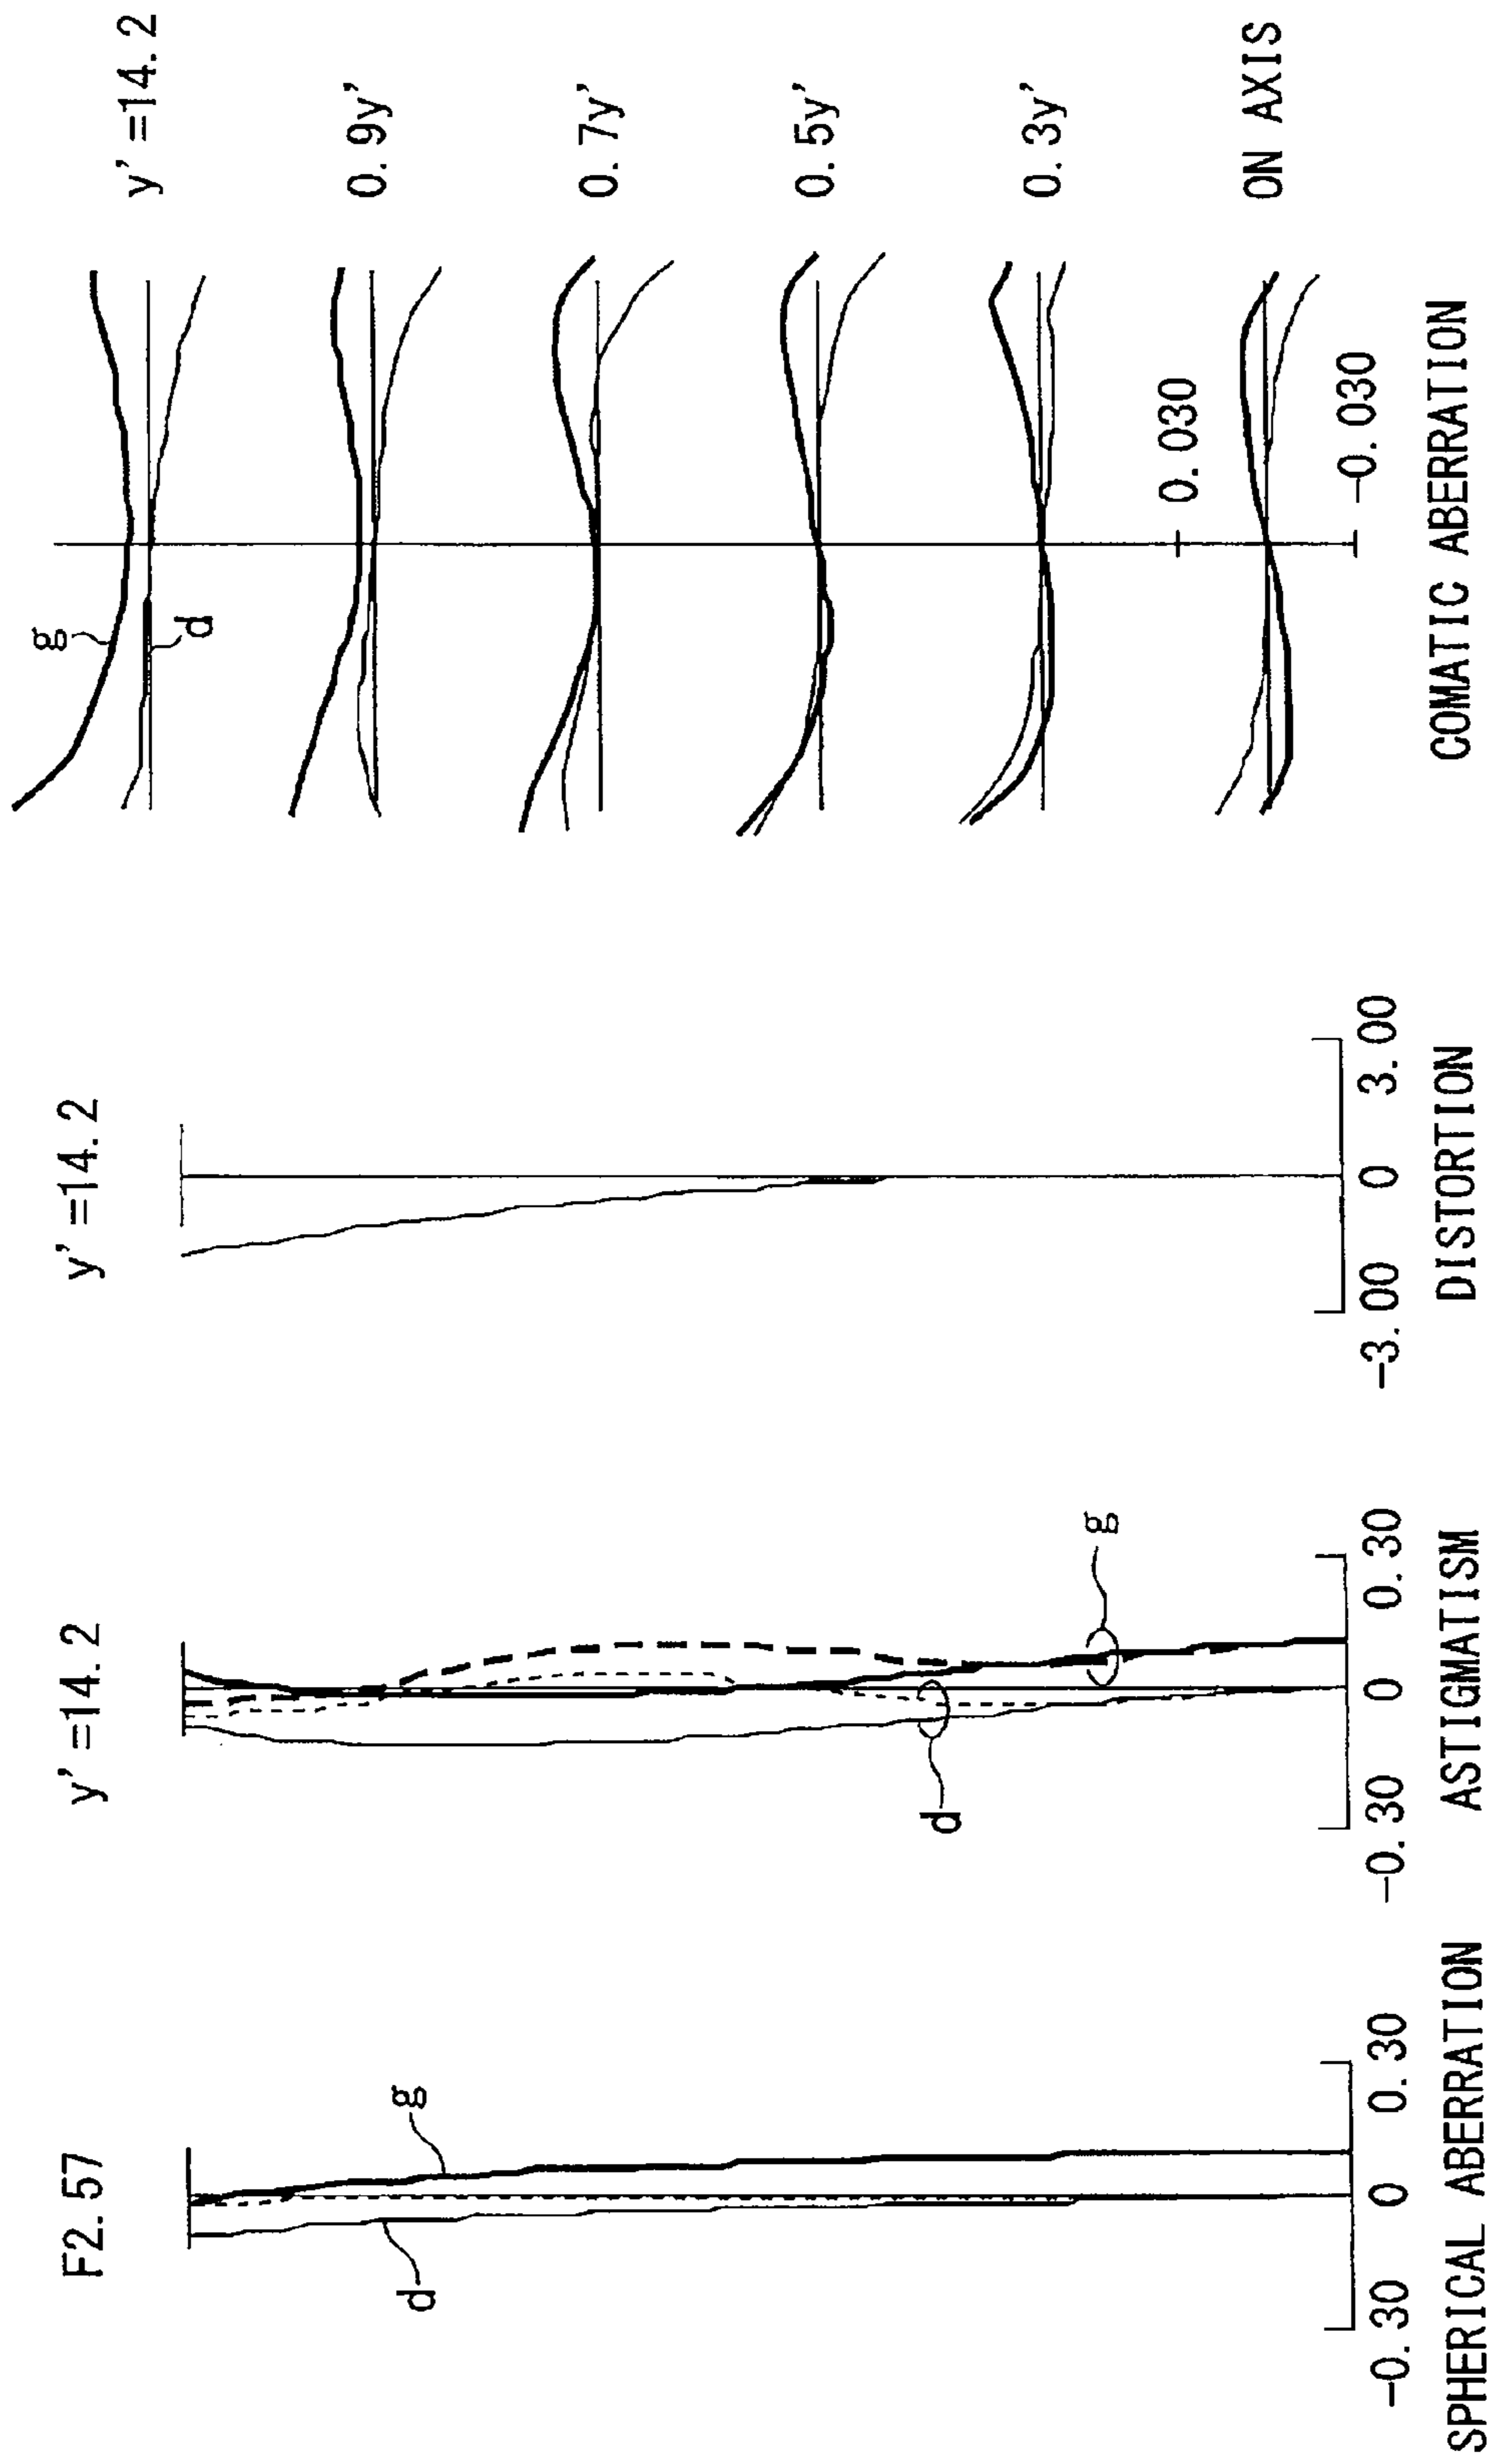 F2.57
d
g
-0.30 0 0.30
SPHERICAL ABERRATION
y'=14.2
d
g
-0.30 0 0.30
ASTIGMATISM
y'=14.2
-3.00 0 3.00
DISTORTION
g
d
y'=14.2
0.9y'
0.7y'
0.5y'
0.3y'
0.030
ON AXIS
-0.030
COMATIC ABERRATION